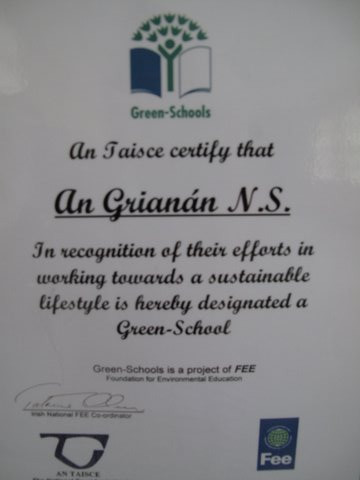 Green-Schools
An Taisce certify that
An Grianán N.S.
In recognition of their efforts in
working towards a sustainable
lifestyle is hereby designated a
Green-School
Green-Schools is a project of FEE
Foundation for Environmental Education
Irish National FEE Co-ordinator
AN TAISCE
Fee